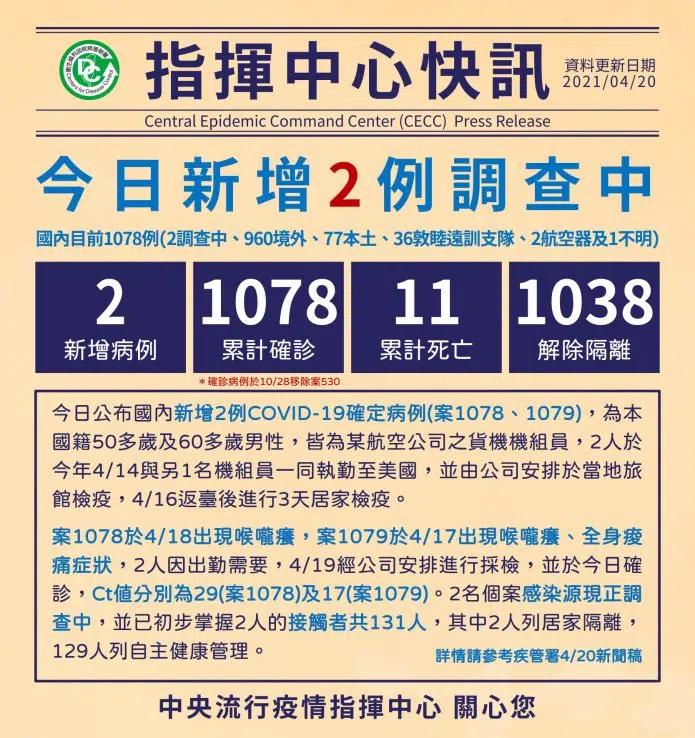 指揮中心快訊
資料更新日期
2021/04/20
Central Epidemic Command Center (CECC) Press Release
今日新增2例調查中
國內目前1078例(2調查中、960境外、77本土、36敦睦遠訓支隊、2航空器及1不明)
2
新增病例
1078
累計確診
11
累計死亡
1038
解除隔離
＊確診病例於10/28移除案530
今日公布國內新增2例COVID-19確定病例(案1078、1079)，為本
國籍50多歲及60多歲男性，皆為某航空公司之貨機機組員，2人於
今年4/14與另1名機組員一同執勤至美國，並由公司安排於當地旅
館檢疫，4/16返臺後進行3天居家檢疫。
案1078於4/18出現喉嚨癢，案1079於4/17出現喉嚨癢、全身痠
痛症狀，2人因出勤需要，4/19經公司安排進行採檢，並於今日確
診，Ct值分別為29(案1078)及17(案1079)。2名個案感染源現正調
查中，並已初步掌握2人的接觸者共131人，其中2人列居家隔離，
129人列自主健康管理。
詳情請參考疾管署4/20新聞稿
中央流行疫情指揮中心 關心您